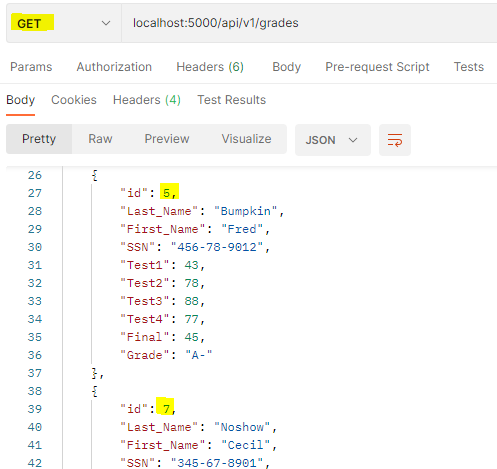 GET localhost:5000/api/v1/grades
Params Authorization Headers (6) Body Pre-request Script Tests
Body Cookies Headers (4) Test Results
Pretty Raw Preview Visualize JSON
26 {
27 "id": 5,
28 "Last_Name": "Bumpkin",
29 "First_Name": "Fred",
30 "SSN": "456-78-9012",
31 "Test1": 43,
32 "Test2": 78,
33 "Test3": 88,
34 "Test4": 77,
35 "Final": 45,
36 "Grade": "A-"
37 },
38 {
39 "id": 7,
40 "Last_Name": "Noshow",
41 "First_Name": "Cecil",
42 "SSN": "345-67-8901",